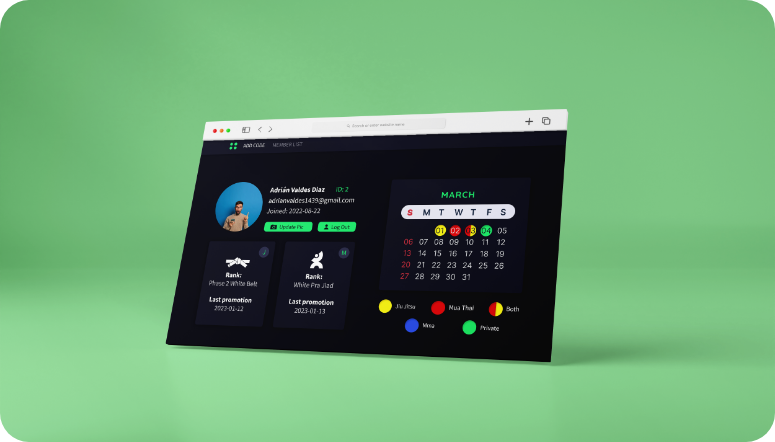 ADD CODE MEMBER LIST
Adrián Valdes Díaz ID: 2
adrianvaldes1439@gmail.com
Joined: 2022-08-22
Update Pic Log Out
J
Rank:
Phase 2 White Belt
Last promotion
2023-01-12
M
Rank:
White Pra Jiad
Last promotion
2023-01-13
MARCH
S M T W T F S
01 02 03 04 05
06 07 08 09 10 11 12
13 14 15 16 17 18 19
20 21 22 23 24 25 26
27 28 29 30 31
Jiu Jitsu Mua Thai Both
Mma Private